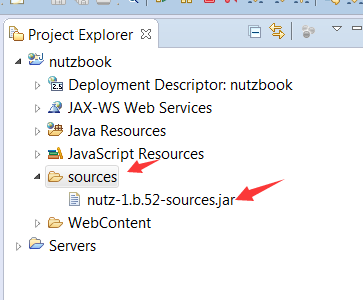 Project Explorer
nutzbook
Deployment Descriptor: nutzbook
JAX-WS Web Services
Java Resources
JavaScript Resources
sources
nutz-1.b.52-sources.jar
WebContent
Servers